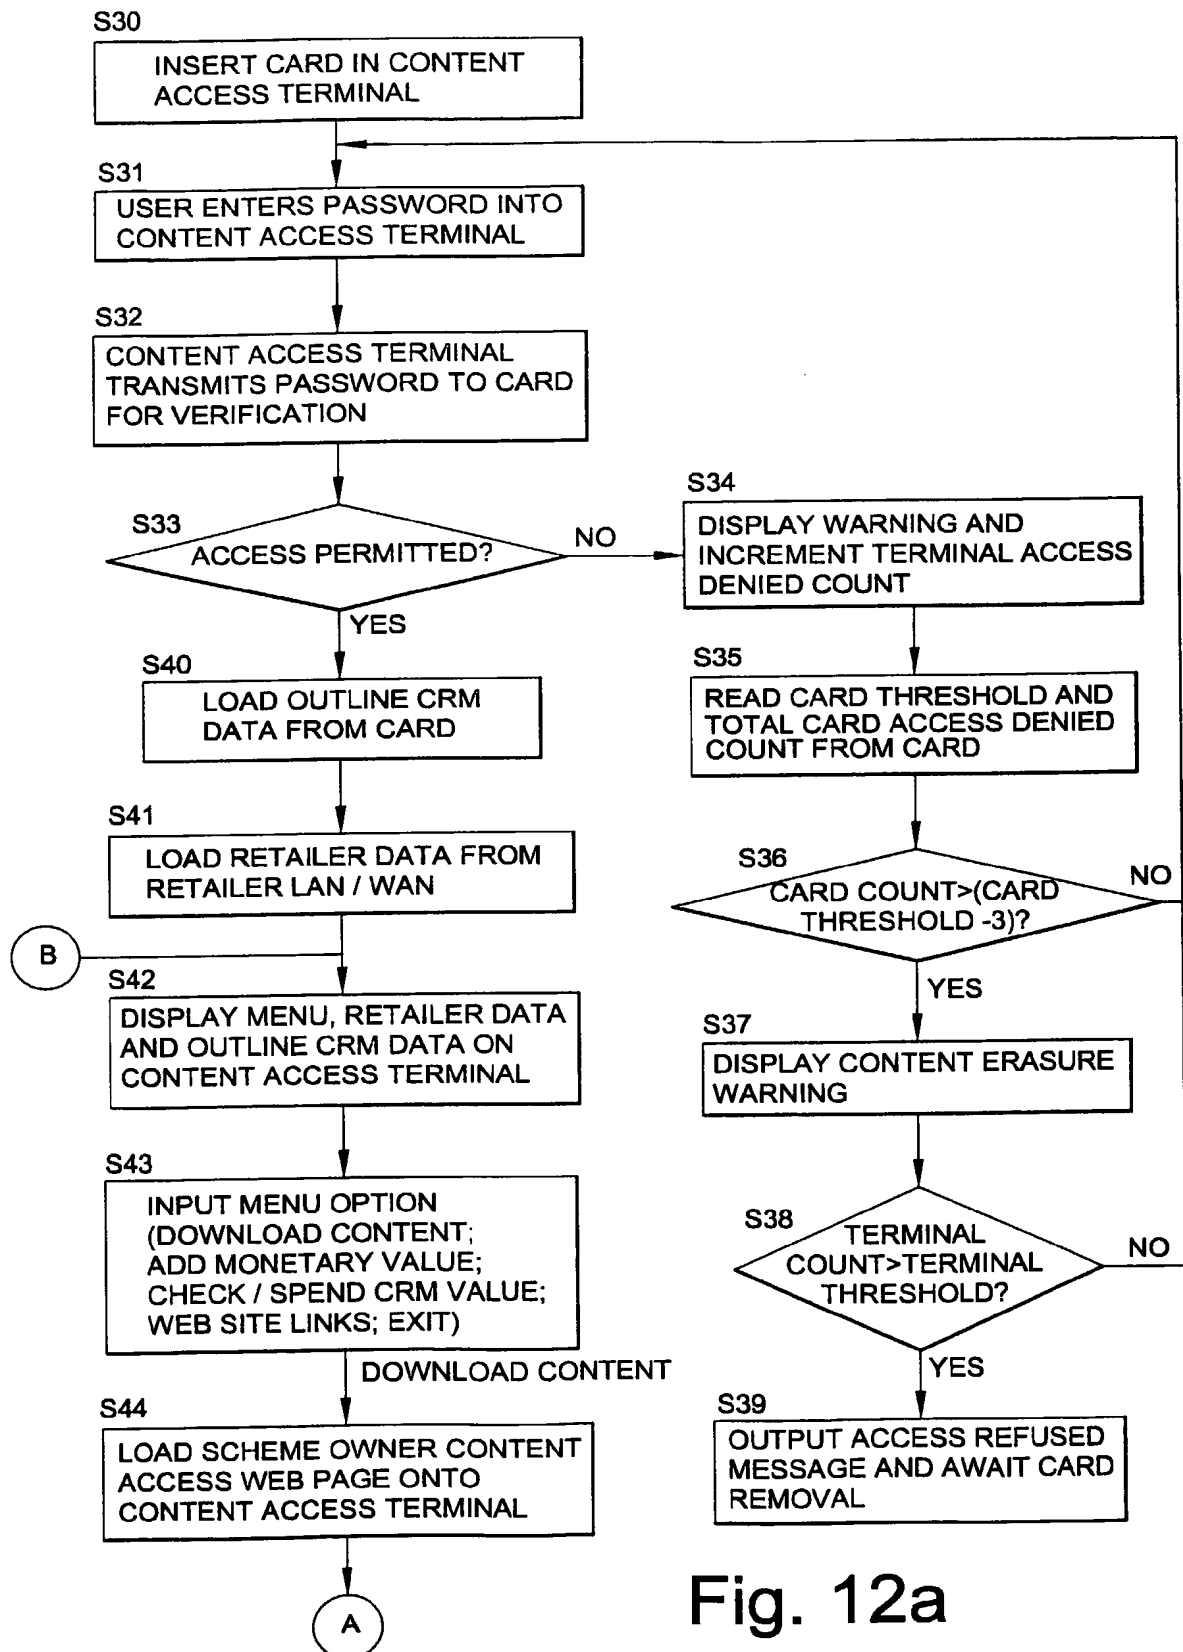 S30
INSERT CARD IN CONTENT
ACCESS TERMINAL
S31
USER ENTERS PASSWORD INTO
CONTENT ACCESS TERMINAL
S32
CONTENT ACCESS TERMINAL
TRANSMITS PASSWORD TO CARD
FOR VERIFICATION
S33
ACCESS PERMITTED?
NO
YES
S34
DISPLAY WARNING AND
INCREMENT TERMINAL ACCESS
DENIED COUNT
S35
READ CARD THRESHOLD AND
TOTAL CARD ACCESS DENIED
COUNT FROM CARD
S36
CARD COUNT>(CARD
THRESHOLD -3)?
NO
YES
S37
DISPLAY CONTENT ERASURE
WARNING
S38
TERMINAL
COUNT>TERMINAL
THRESHOLD?
NO
YES
S39
OUTPUT ACCESS REFUSED
MESSAGE AND AWAIT CARD
REMOVAL
S40
LOAD OUTLINE CRM
DATA FROM CARD
S41
LOAD RETAILER DATA FROM
RETAILER LAN / WAN
B
S42
DISPLAY MENU, RETAILER DATA
AND OUTLINE CRM DATA ON
CONTENT ACCESS TERMINAL
S43
INPUT MENU OPTION
(DOWNLOAD CONTENT;
ADD MONETARY VALUE;
CHECK / SPEND CRM VALUE;
WEB SITE LINKS; EXIT)
DOWNLOAD CONTENT
S44
LOAD SCHEME OWNER CONTENT
ACCESS WEB PAGE ONTO
CONTENT ACCESS TERMINAL
A
Fig. 12a